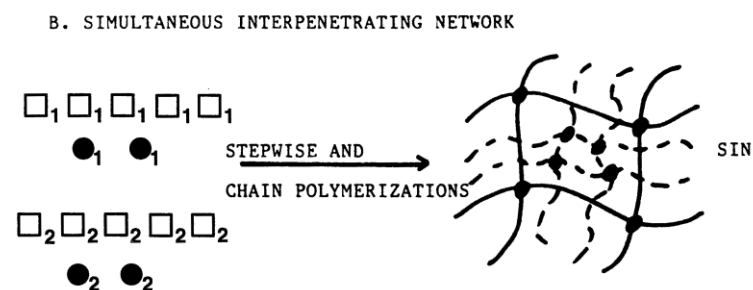 B. SIMULTANEOUS INTERPENETRATING NETWORK
1 1 1 1 1
1 1
STEPWISE AND
CHAIN POLYMERIZATIONS
SIN
2 2 2 2 2
2 2